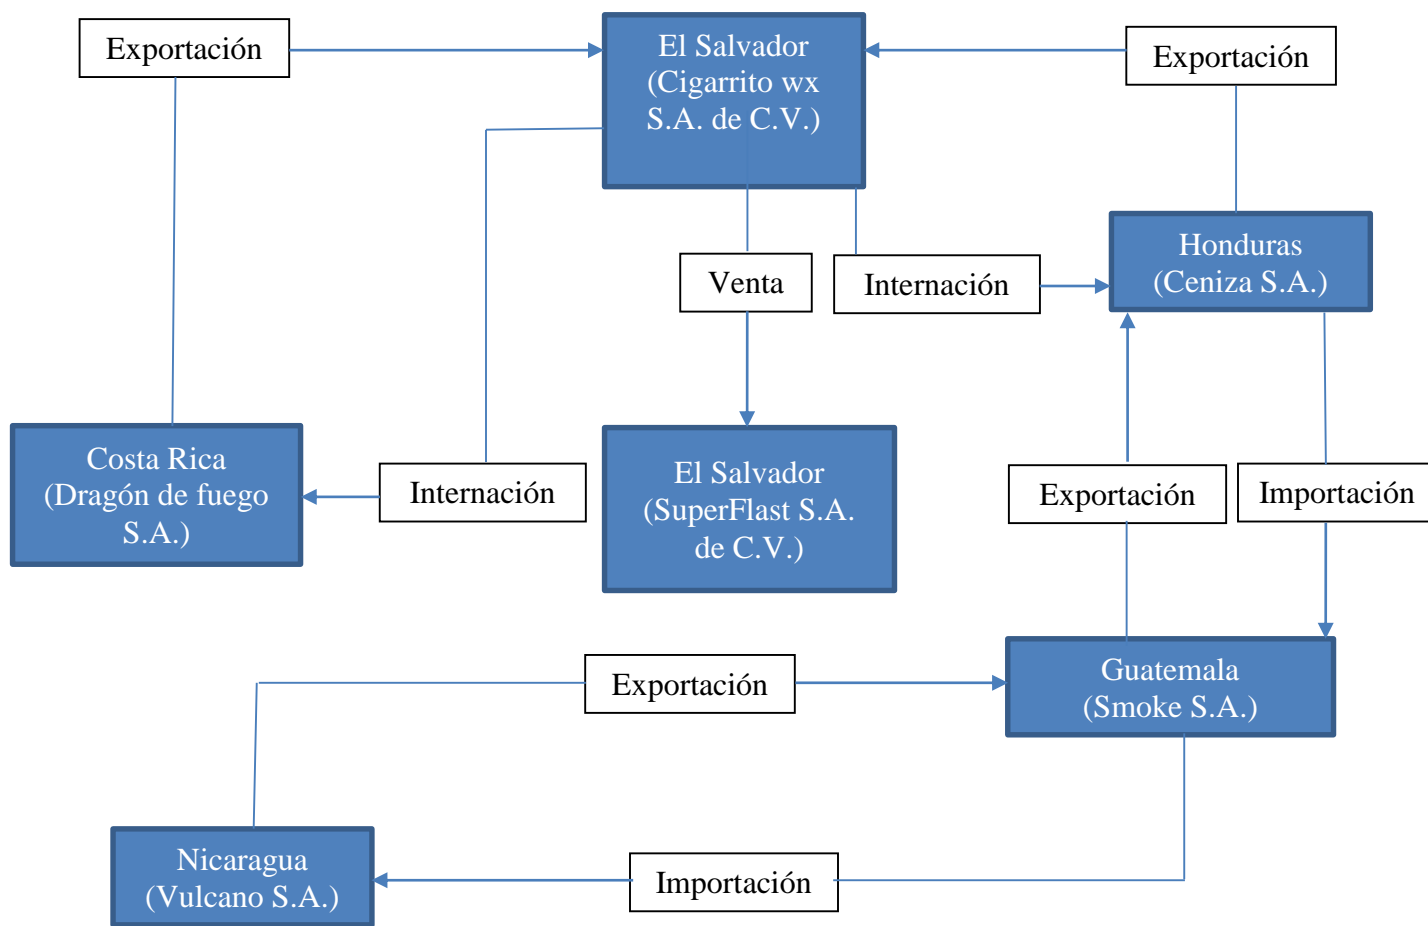 Exportación
El Salvador
(Cigarrito wx
S.A. de C.V.)
Exportación
Honduras
(Ceniza S.A.)
Venta
Internación
Costa Rica
(Dragón de fuego
S.A.)
Internación
El Salvador
(SuperFlast S.A.
de C.V.)
Exportación
Importación
Exportación
Guatemala
(Smoke S.A.)
Nicaragua
(Vulcano S.A.)
Importación